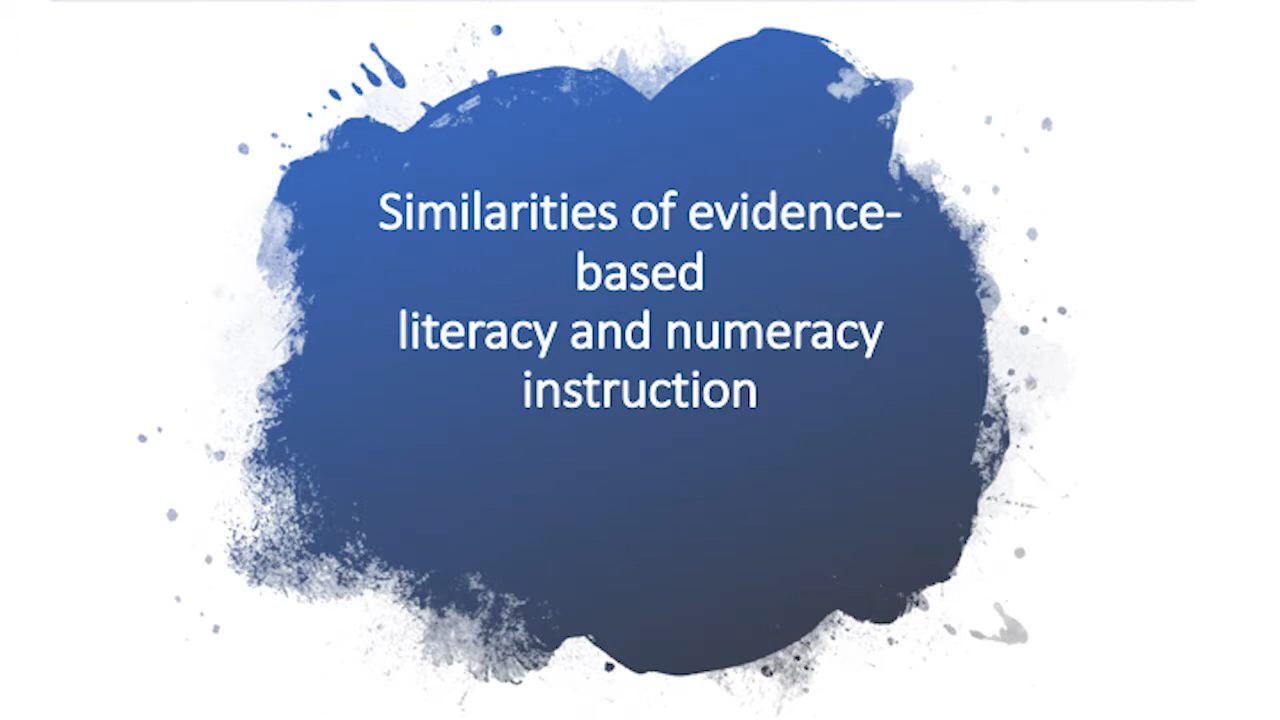 Similarities of evidence-
based
literacy and numeracy
instruction